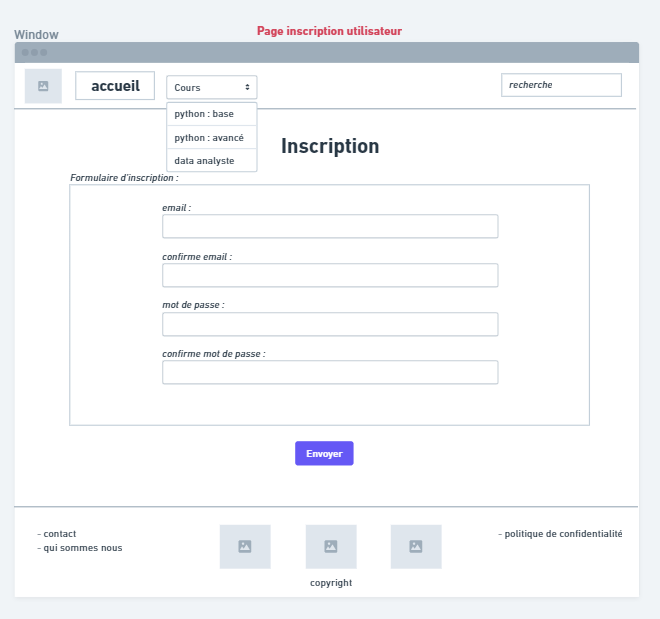 Page inscription utilisateur
Window
accueil
Cours
recherche
python : base
python : avancé
data analyste
Inscription
Formulaire d'inscription :
email :
confirme email :
mot de passe :
confirme mot de passe :
Envoyer
- contact
- qui sommes nous
- politique de confidentialité
copyright